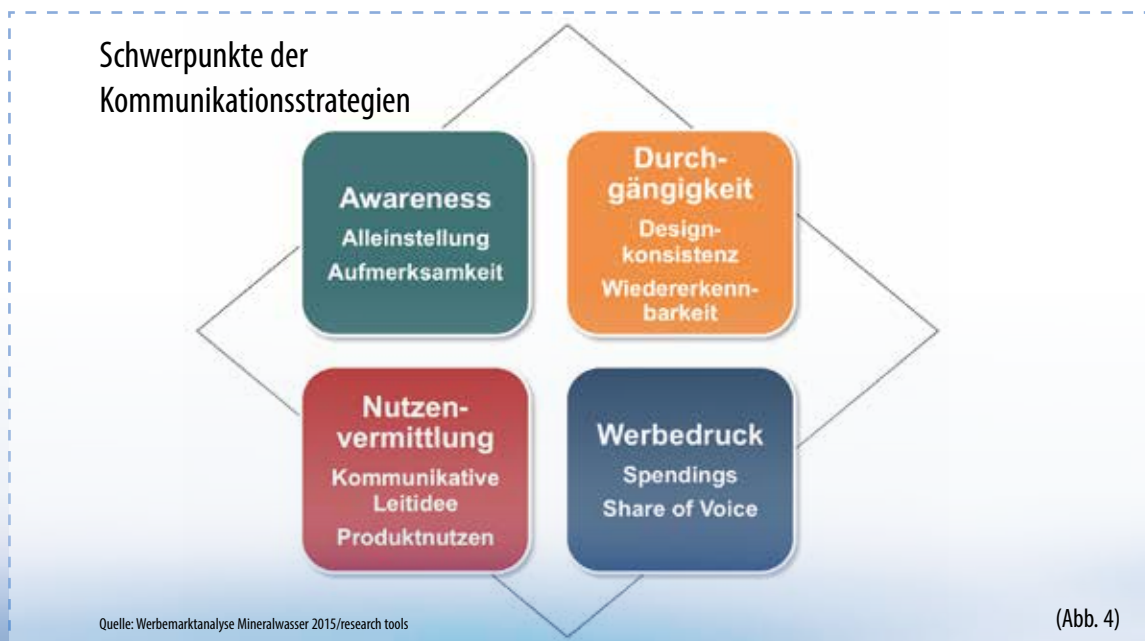 Schwerpunkte der
Kommunikationsstrategien
Awareness
Alleinstellung
Aufmerksamkeit
Durch-
gängigkeit
Design-
konsistenz
Wiedererkenn-
barkeit
Nutzen-
vermittlung
Kommunikative
Leitidee
Produktnutzen
Werbedruck
Spendings
Share of Voice
Quelle: Werbemarktanalyse Mineralwasser 2015/research tools
(Abb. 4)